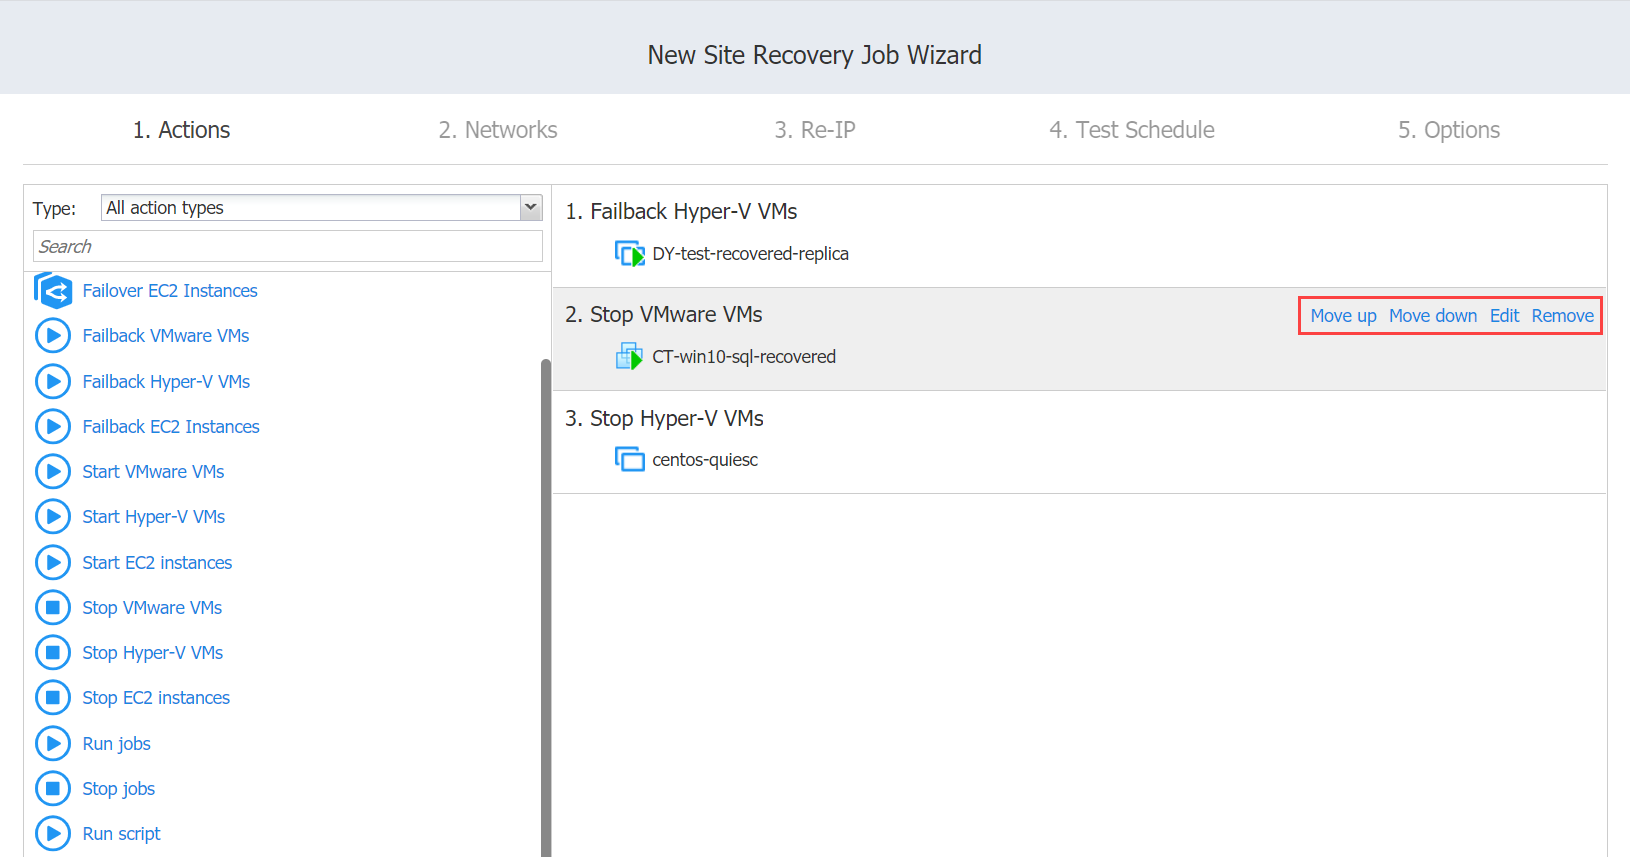 New Site Recovery Job Wizard
1. Actions
2. Networks
3. Re-IP
4. Test Schedule
5. Options
Type:
All action types
Search
Failover EC2 Instances
Failback VMware VMs
Failback Hyper-V VMs
Failback EC2 Instances
Start VMware VMs
Start Hyper-V VMs
Start EC2 instances
Stop VMware VMs
Stop Hyper-V VMs
Stop EC2 instances
Run jobs
Stop jobs
Run script
1. Failback Hyper-V VMs
DY-test-recovered-replica
2. Stop VMware VMs
Move up Move down Edit Remove
CT-win10-sql-recovered
3. Stop Hyper-V VMs
centos-quiesc